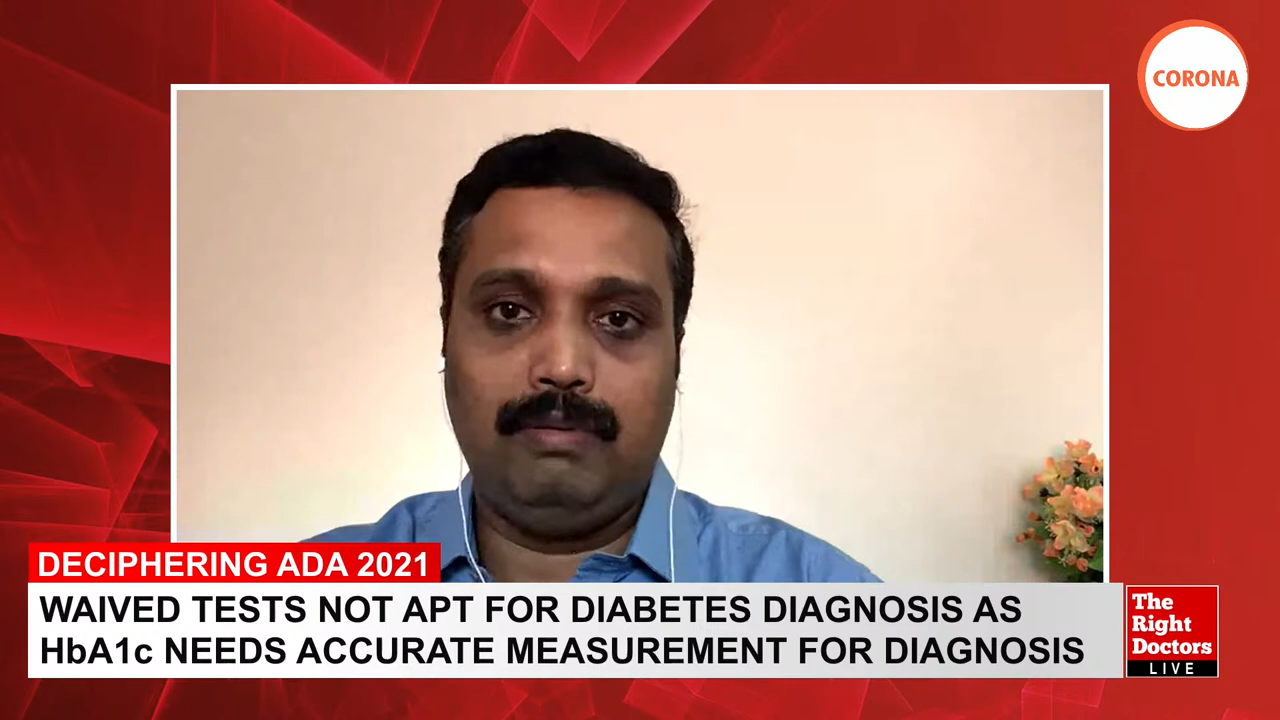 CORONA
DECIPHERING ADA 2021
WAIVED TESTS NOT APT FOR DIABETES DIAGNOSIS AS
HbA1c NEEDS ACCURATE MEASUREMENT FOR DIAGNOSIS
The
Right
Doctors
LIVE